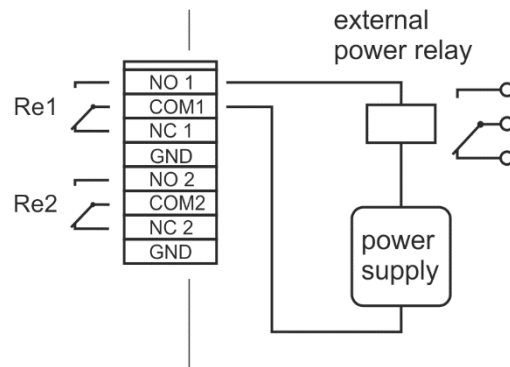 external
power relay
NO 1
Re1
COM1
NC 1
GND
NO 2
Re2
COM2
NC 2
GND
power
supply